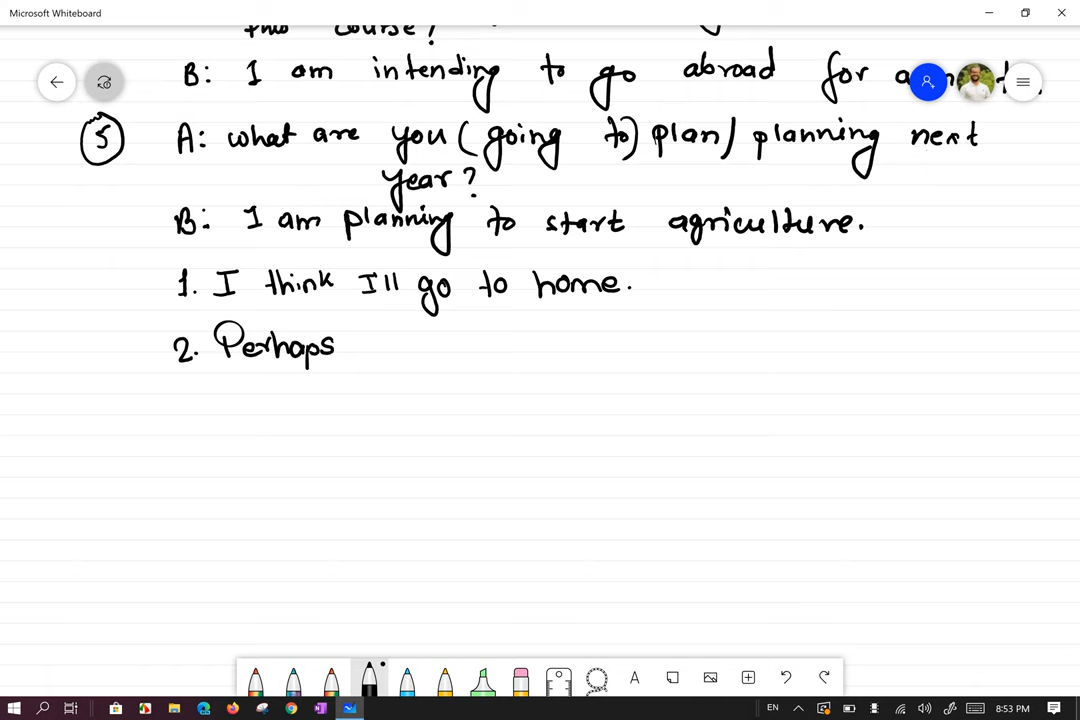 Microsoft Whiteboard
this course?
B: I am intending to go abroad for a
5 A: what are you (going to) plan / planning next
year?
B: I am planning to start agriculture.
1. I think I'll go to home.
2. Perhaps
A
EN 8:53 PM